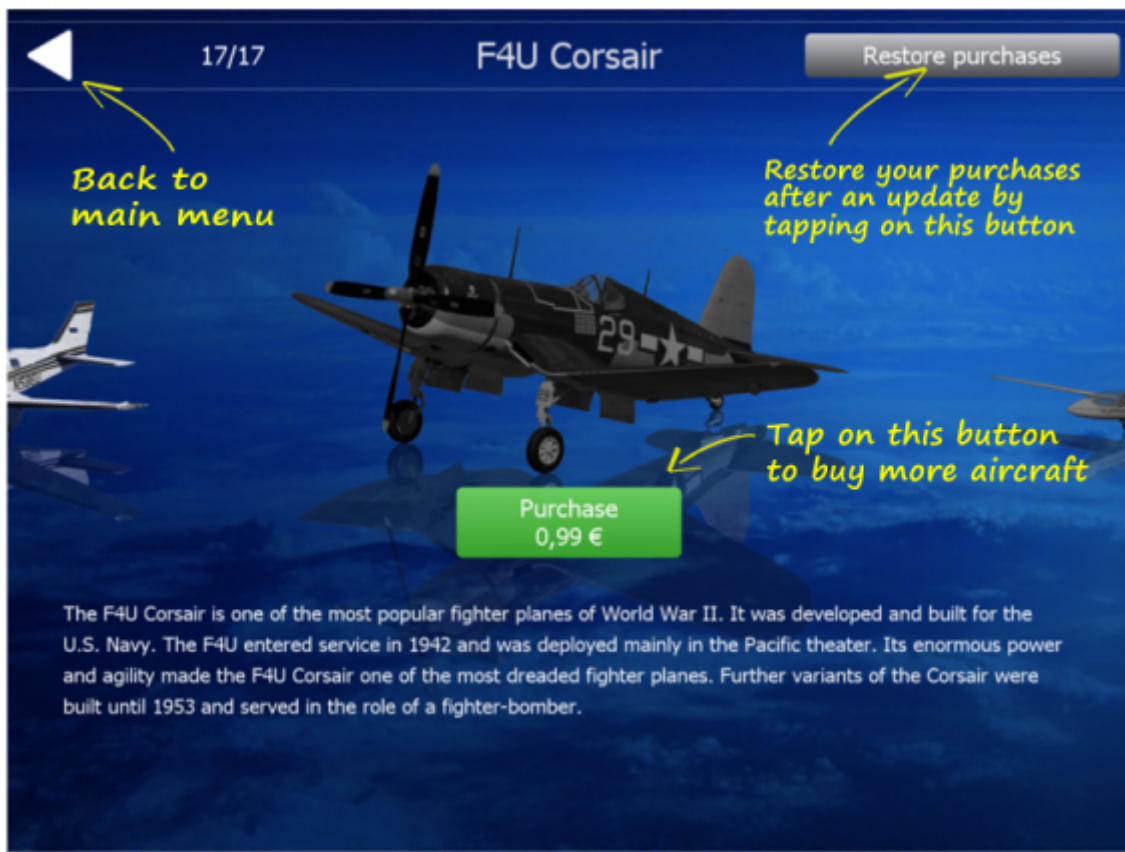 17/17
F4U Corsair
Restore purchases
Back to
main menu
Restore your purchases
after an update by
tapping on this button
29
Tap on this button
to buy more aircraft
Purchase
0,99 €
The F4U Corsair is one of the most popular fighter planes of World War II. It was developed and built for the
U.S. Navy. The F4U entered service in 1942 and was deployed mainly in the Pacific theater. Its enormous power
and agility made the F4U Corsair one of the most dreaded fighter planes. Further variants of the Corsair were
built until 1953 and served in the role of a fighter-bomber.